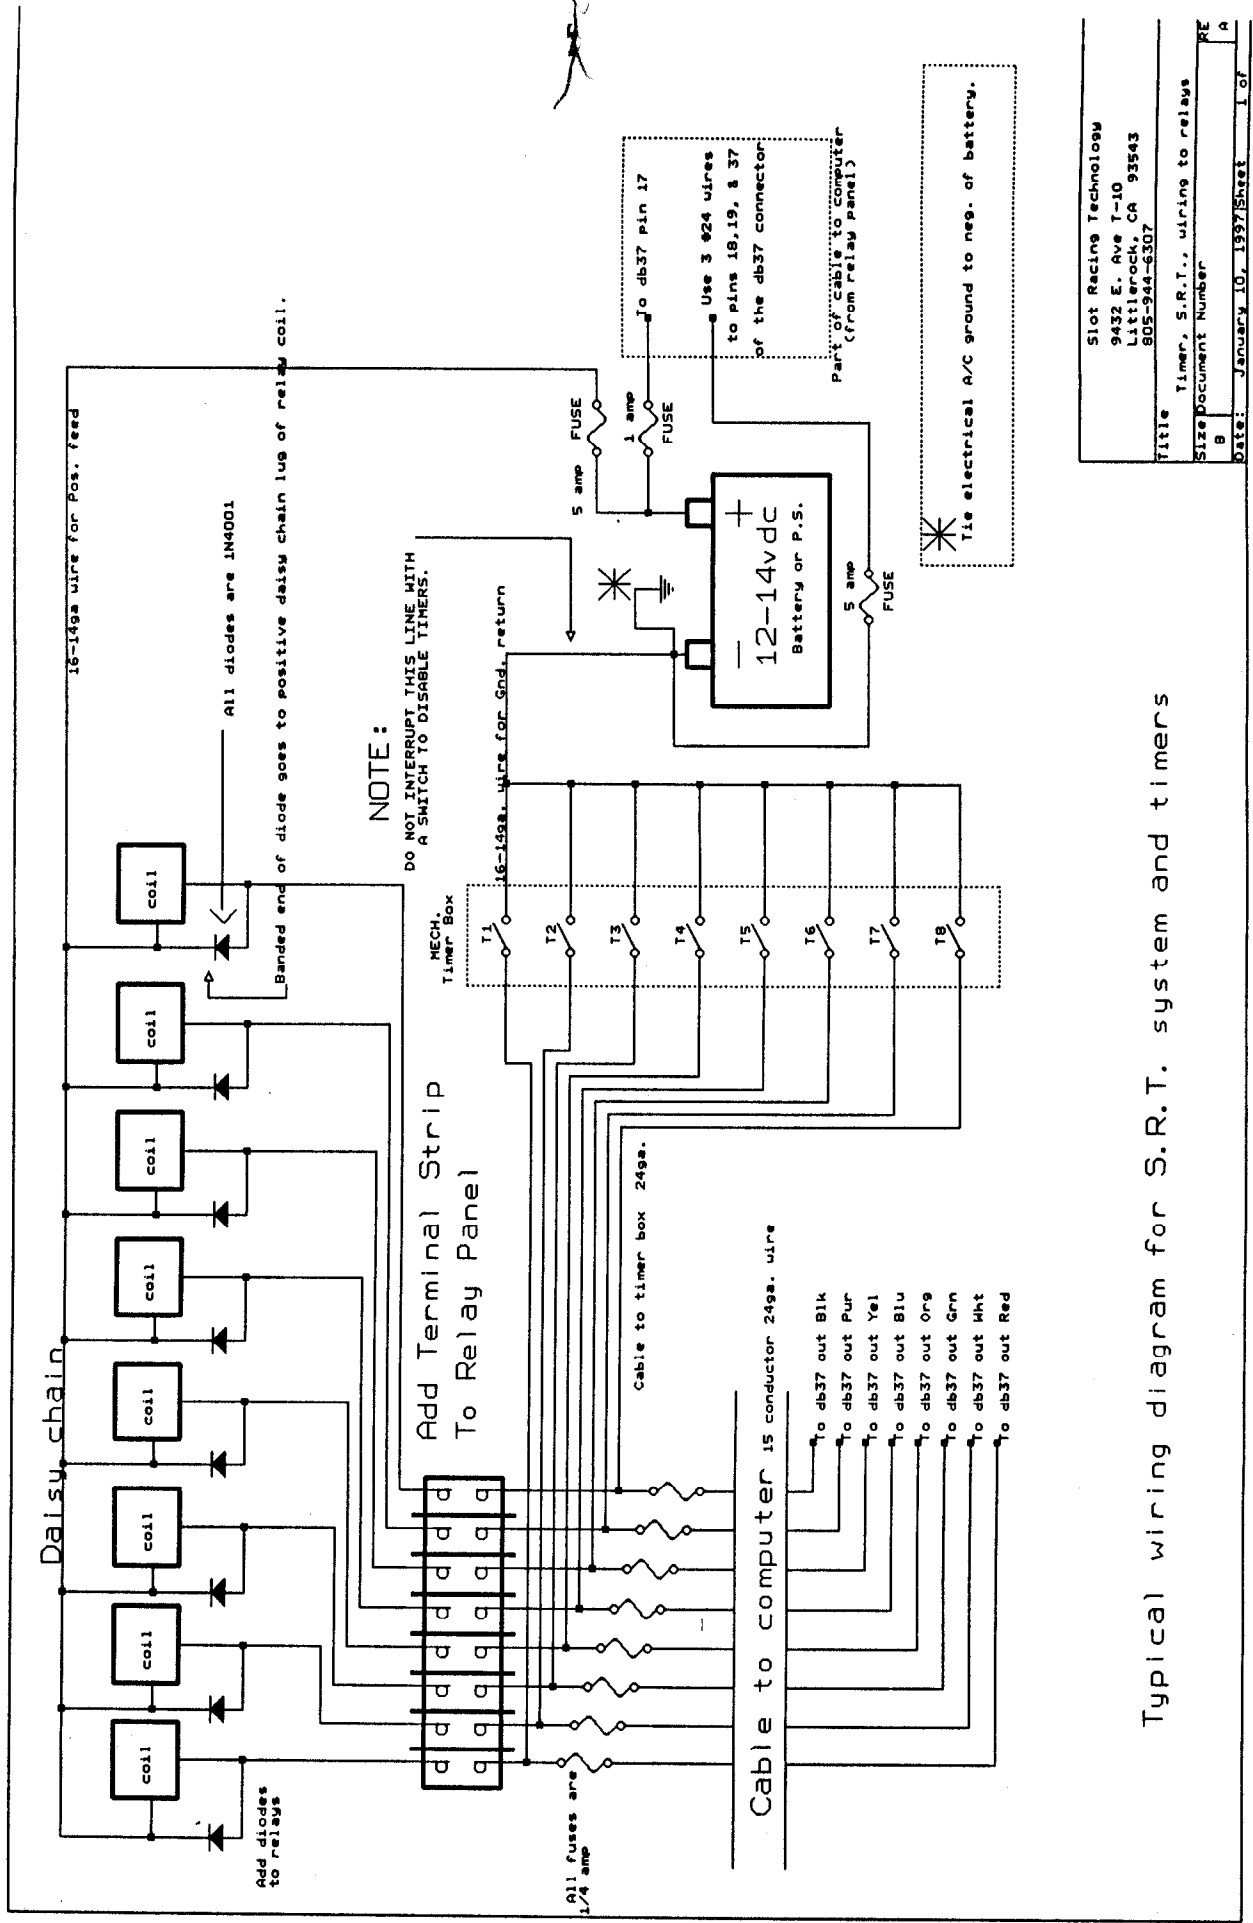 Daisy chain
16-14ga wire for Pos. feed
coil
coil
coil
coil
coil
coil
coil
coil
Add diodes
to relays
All diodes are 1N4001
Banded end of diode goes to positive daisy chain lug of relay coil.
NOTE:
DO NOT INTERRUPT THIS LINE WITH
A SWITCH TO DISABLE TIMERS.
Add Terminal Strip
To Relay Panel
MECH.
Timer Box
16-14ga. wire for Gnd. return
T1
T2
T3
T4
T5
T6
T7
T8
5 amp
FUSE
1 amp
FUSE
To db37 pin 17
Use 3 #24 wires
to pins 18,19, & 37
of the db37 connector
Part of cable to computer
(from relay panel)
+
-
12-14vdc
Battery or P.S.
5 amp
FUSE
Tie electrical A/C ground to neg. of battery.
All fuses are
1/4 amp
Cable to timer box 24ga.
Cable to computer 15 conductor 24ga. wire
To db37 out Blk
To db37 out Pur
To db37 out Yel
To db37 out Blu
To db37 out Org
To db37 out Grn
To db37 out Wht
To db37 out Red
Typical wiring diagram for S.R.T. system and timers
Slot Racing Technology
9432 E. Ave T-10
Littlerock, CA 93543
805-944-6307
Title
Timer, S.R.T., wiring to relays
Size Document Number RE
B A
Date: January 10, 1997 Sheet 1 of